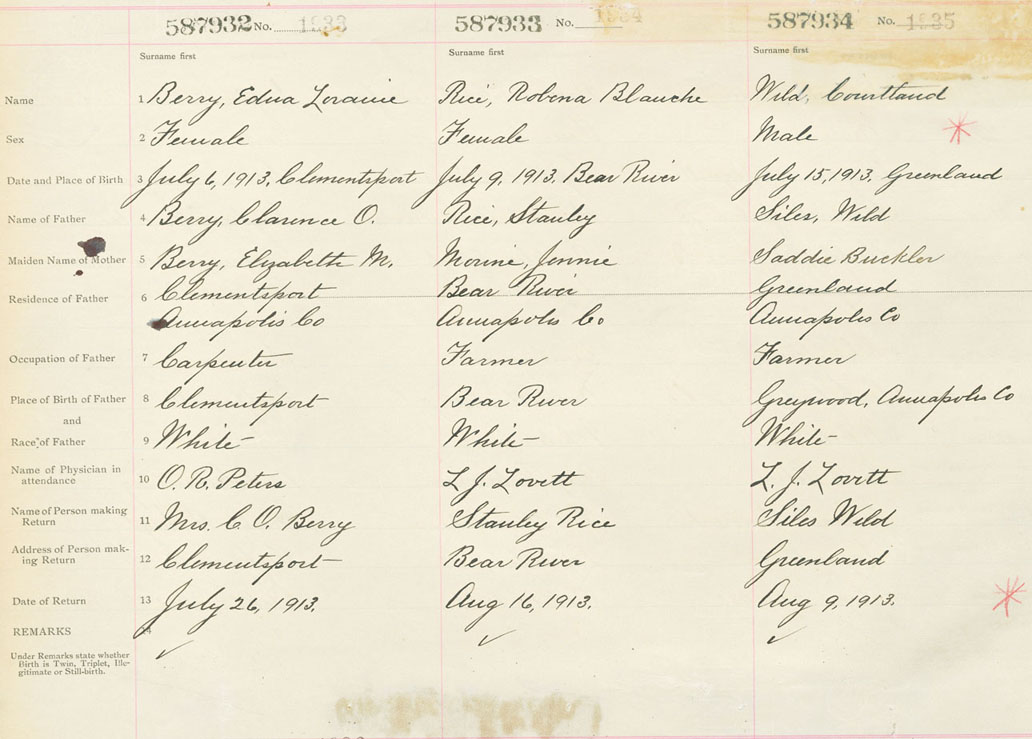 587932 No. 1933 587933 No. 1934 587934 No. 1935
Surname first Surname first Surname first
Name 1 Berry, Edna Loraine Rice, Robena Blanche Wild, Courtland
Sex 2 Female Female Male
Date and Place of Birth 3 July 6, 1913, Clementsport July 9, 1913. Bear River July 15, 1913, Greenland
Name of Father 4 Berry, Clarence O. Rice, Stanley Siles, Wild
Maiden Name of Mother 5 Berry, Elizabeth M. Morine, Jennie Saddie Buckler
Residence of Father 6 Clementsport Bear River Greenland
Annapolis Co Annapolis Co Annapolis Co
Occupation of Father 7 Carpenter Farmer Farmer
Place of Birth of Father 8 Clementsport Bear River Greywood, Annapolis Co
and
Race of Father 9 White White White
Name of Physician in
attendance 10 O. R. Peters L J. Lovett L. J. Lovett
Name of Person making
Return 11 Mrs. C O. Berry Stanley Rice Siles Wild
Address of Person mak-
ing Return 12 Clementsport Bear River Greenland
Date of Return 13 July 26, 1913. Aug 16, 1913. Aug 9, 1913.
REMARKS 14
Under Remarks state whether
Birth is Twin, Triplet, Ille-
gitimate or Still-birth.